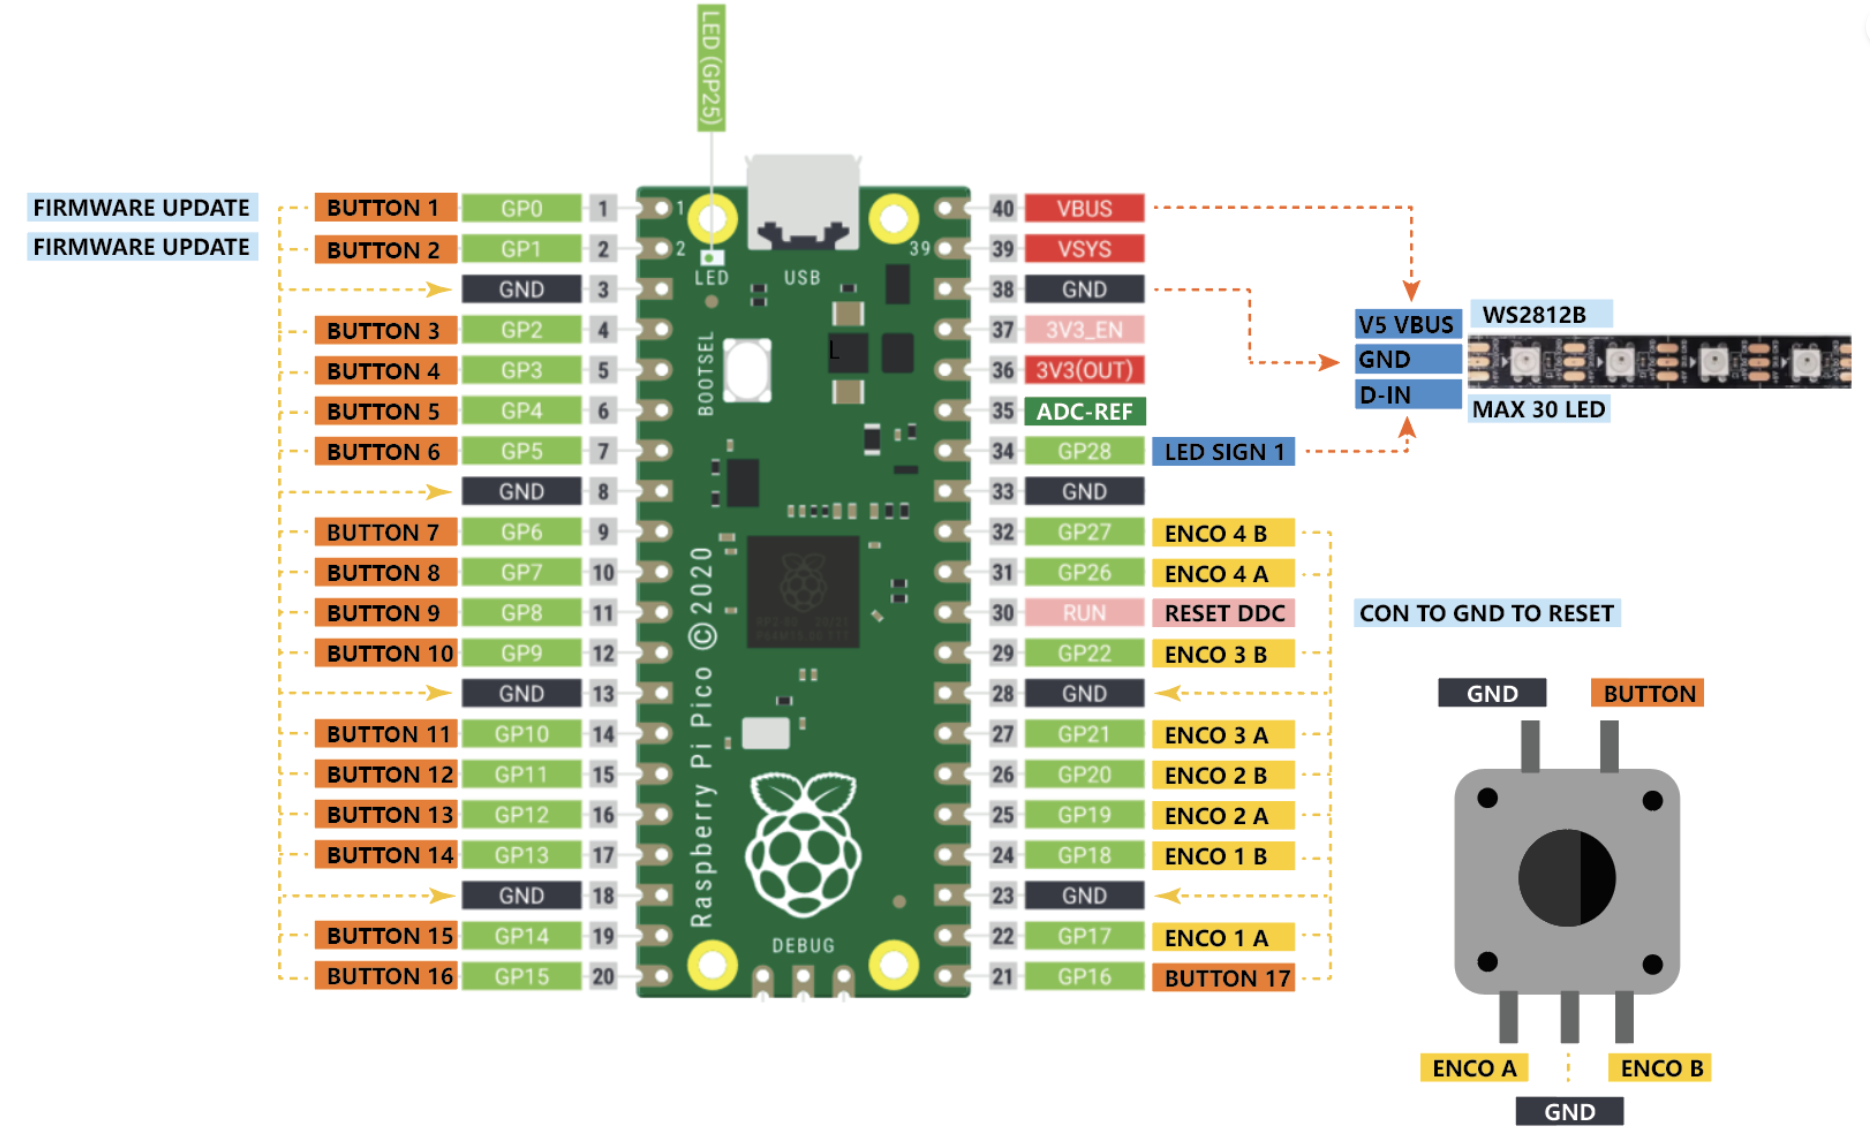 LED (GP25)
FIRMWARE UPDATE BUTTON 1 GP0 1
FIRMWARE UPDATE BUTTON 2 GP1 2
GND 3
BUTTON 3 GP2 4
BUTTON 4 GP3 5
BUTTON 5 GP4 6
BUTTON 6 GP5 7
GND 8
BUTTON 7 GP6 9
BUTTON 8 GP7 10
BUTTON 9 GP8 11
BUTTON 10 GP9 12
GND 13
BUTTON 11 GP10 14
BUTTON 12 GP11 15
BUTTON 13 GP12 16
BUTTON 14 GP13 17
GND 18
BUTTON 15 GP14 19
BUTTON 16 GP15 20
1
2
39
LED
USB
BOOTSEL
L
Raspberry Pi Pico © 2020
DEBUG
40 VBUS
39 VSYS
38 GND
37 3V3_EN
36 3V3(OUT)
35 ADC-REF
34 GP28 LED SIGN 1
33 GND
32 GP27 ENCO 4 B
31 GP26 ENCO 4 A
30 RUN RESET DDC
29 GP22 ENCO 3 B
28 GND
27 GP21 ENCO 3 A
26 GP20 ENCO 2 B
25 GP19 ENCO 2 A
24 GP18 ENCO 1 B
23 GND
22 GP17 ENCO 1 A
21 GP16 BUTTON 17
V5 VBUS
GND
D-IN
WS2812B
MAX 30 LED
CON TO GND TO RESET
GND BUTTON
ENCO A ENCO B
GND